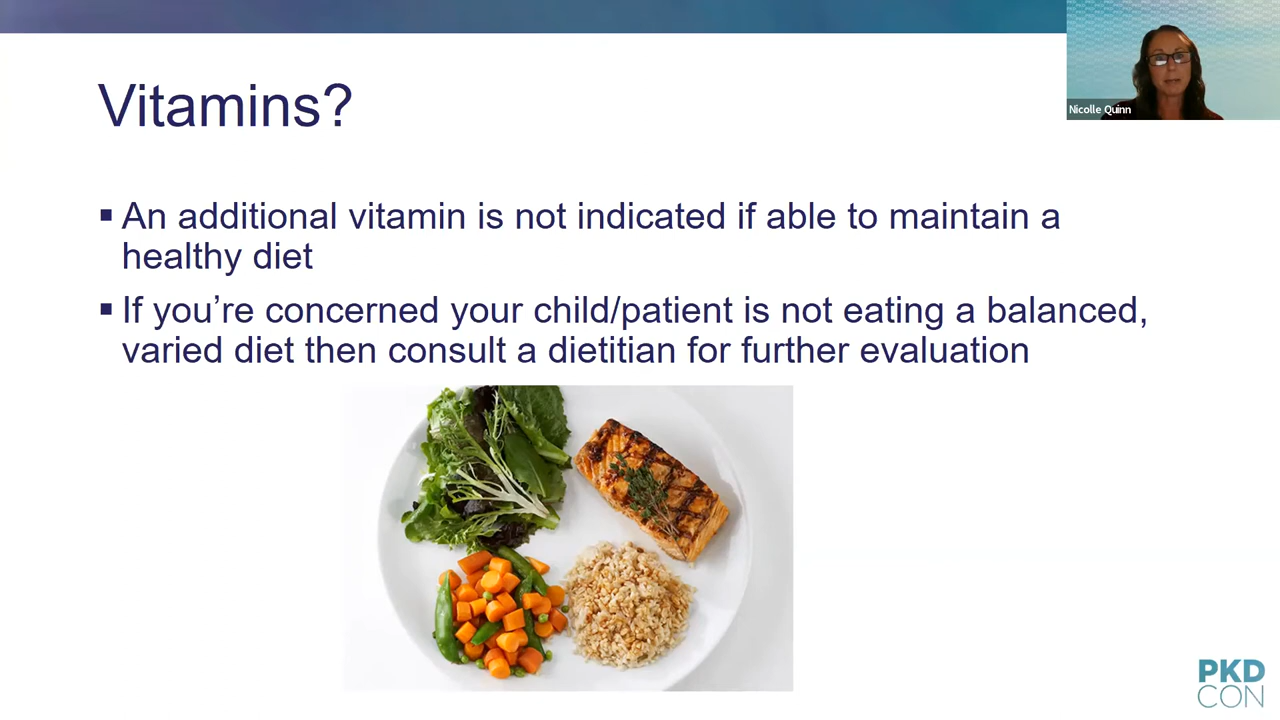 Nicolle Quinn
Vitamins?
▪ An additional vitamin is not indicated if able to maintain a
healthy diet
▪ If you’re concerned your child/patient is not eating a balanced,
varied diet then consult a dietitian for further evaluation
PKD
CON